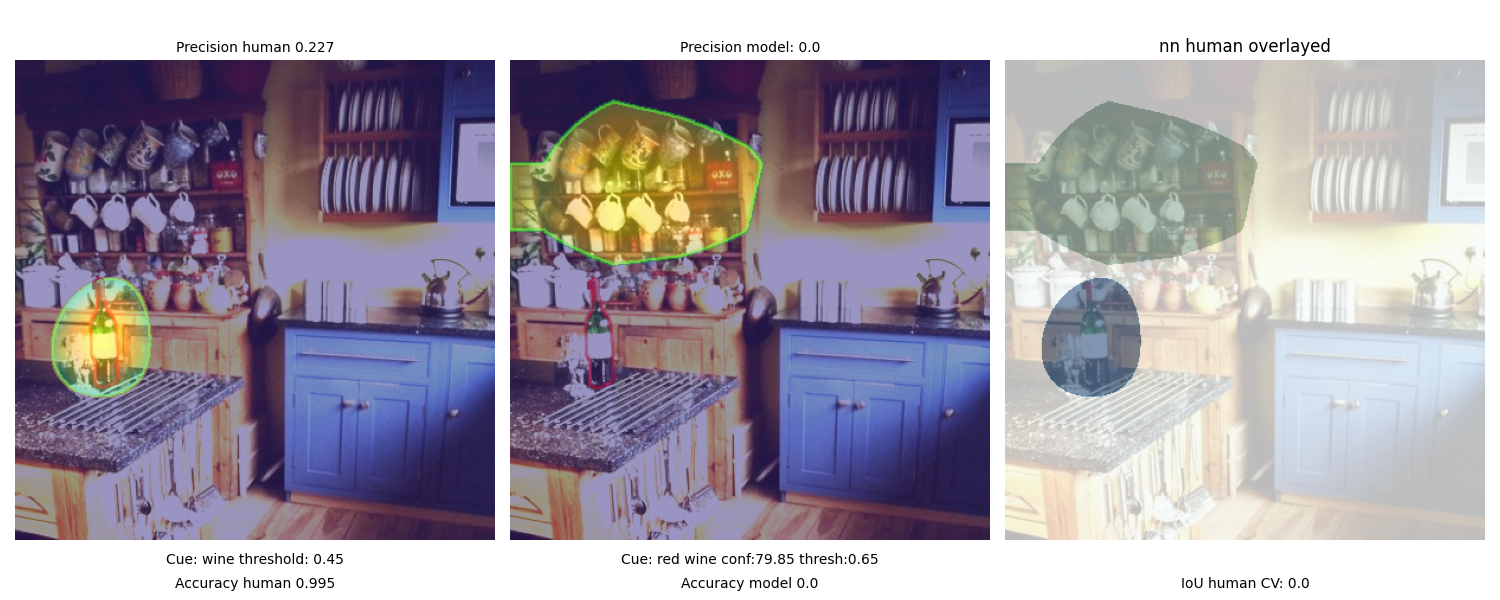 Precision human 0.227
Precision model: 0.0
nn human overlayed
OXO
OXO
Cue: wine threshold: 0.45
Cue: red wine conf:79.85 thresh:0.65
Accuracy human 0.995
Accuracy model 0.0
IoU human CV: 0.0